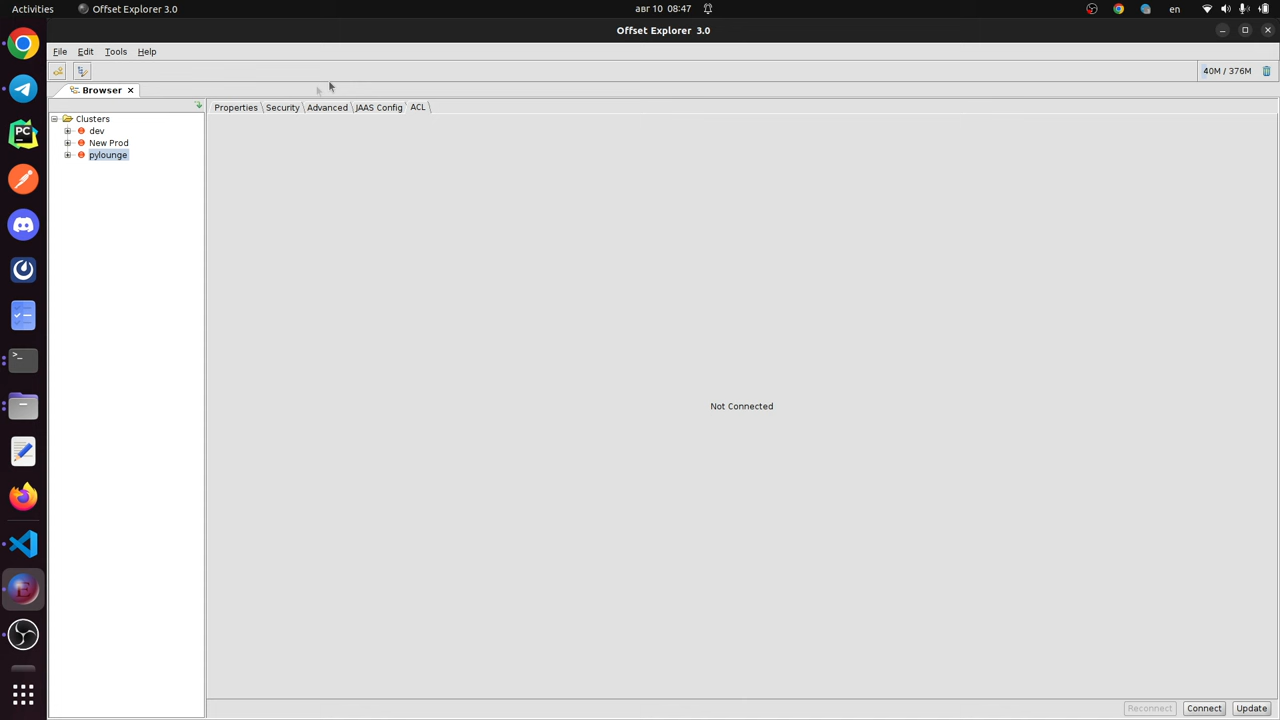 Activities
Offset Explorer 3.0
авг 10 08:47
en
Offset Explorer 3.0
File Edit Tools Help
40M / 376M
Browser
Properties Security Advanced JAAS Config ACL
Clusters
dev
New Prod
pylounge
Not Connected
Reconnect Connect Update